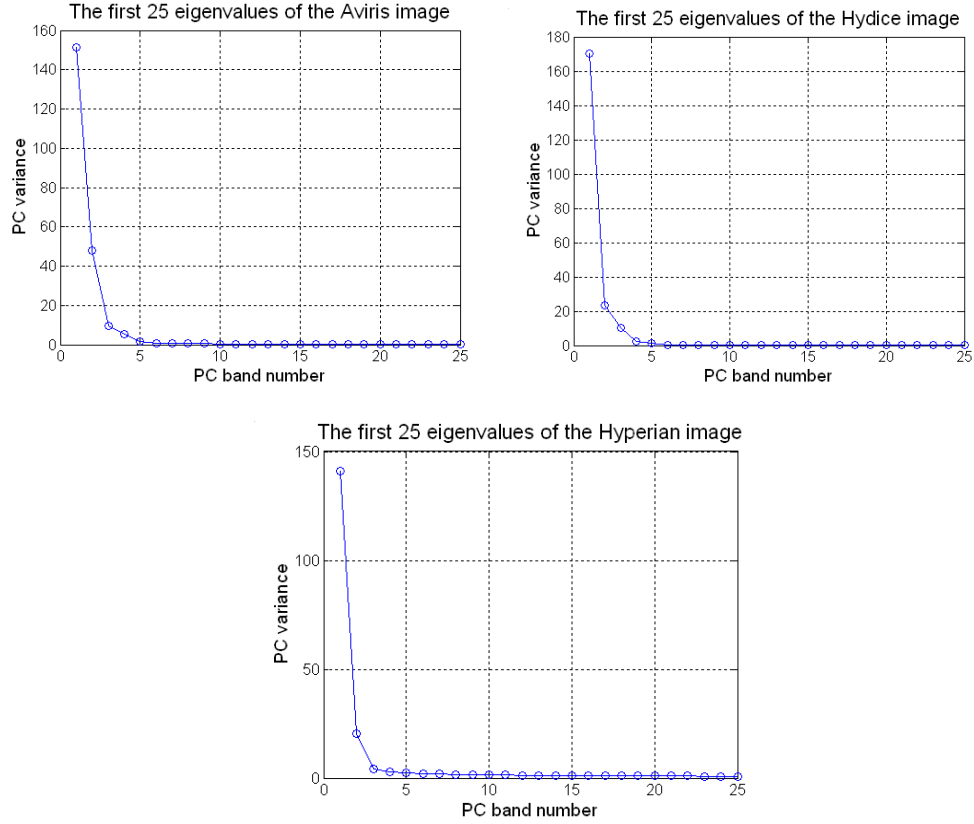 The first 25 eigenvalues of the Aviris image
160
140
120
100
80
60
40
20
0
PC variance
0 5 10 15 20 25
PC band number
The first 25 eigenvalues of the Hydice image
180
160
140
120
100
80
60
40
20
0
PC variance
0 5 10 15 20 25
PC band number
The first 25 eigenvalues of the Hyperian image
150
100
50
0
PC variance
0 5 10 15 20 25
PC band number